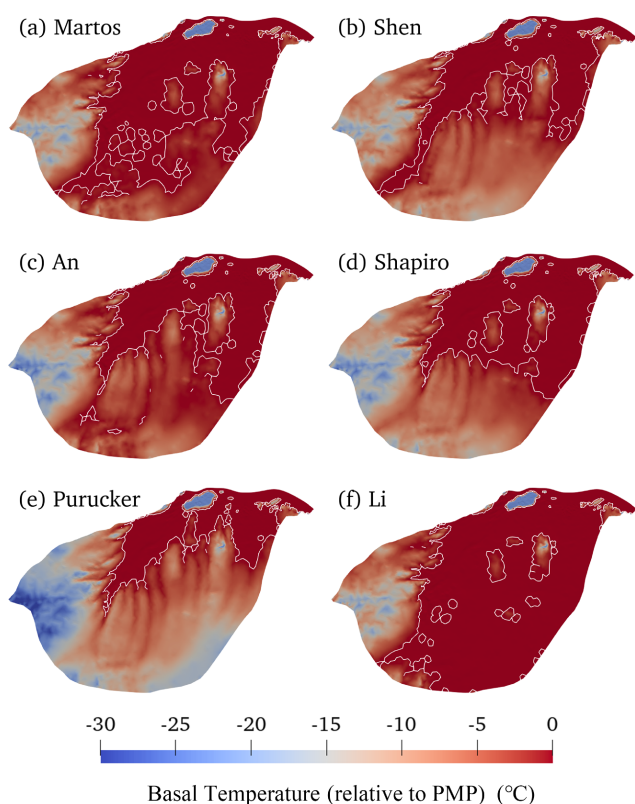 (a) Martos
(b) Shen
(c) An
(d) Shapiro
(e) Purucker
(f) Li
-30 -25 -20 -15 -10 -5 0
Basal Temperature (relative to PMP) (°C)